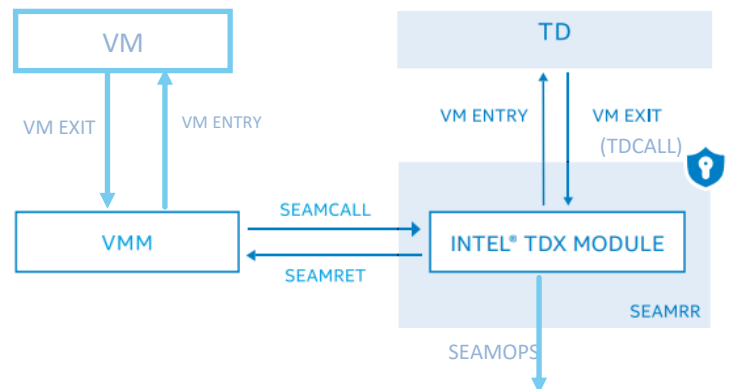 VM
TD
VM EXIT
VM ENTRY
VM ENTRY
VM EXIT
(TDCALL)
VMM
SEAMCALL
SEAMRET
INTEL® TDX MODULE
SEAMRR
SEAMOPS